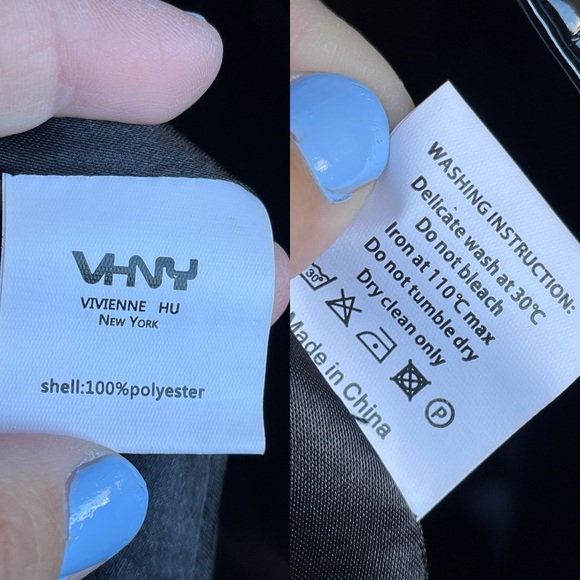 VHNY
VIVIENNE HU
NEW YORK
shell:100%polyester
WASHING INSTRUCTION:
Delicate wash at 30℃
Do not bleach
Iron at 110℃ max
Do not tumble dry
Dry clean only
30° P
Made in China